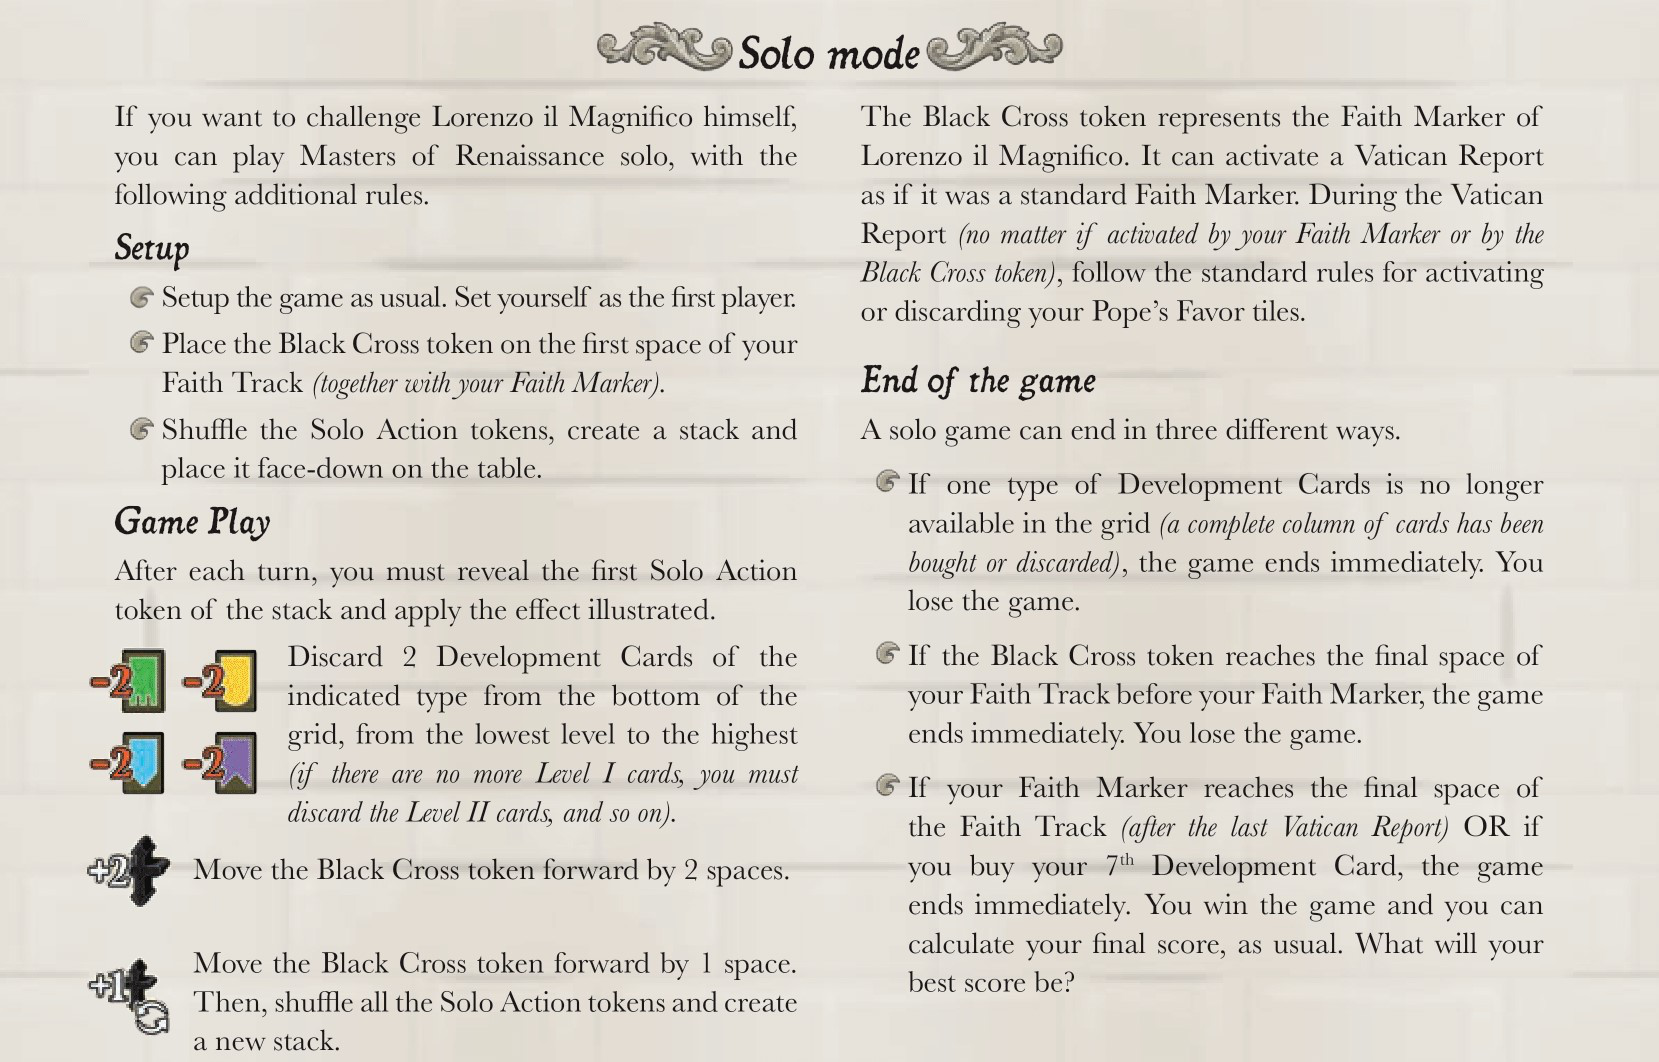 Solo mode
If you want to challenge Lorenzo il Magnifico himself,
you can play Masters of Renaissance solo, with the
following additional rules.
Setup
Setup the game as usual. Set yourself as the first player.
Place the Black Cross token on the first space of your
Faith Track (together with your Faith Marker).
Shuffle the Solo Action tokens, create a stack and
place it face-down on the table.
Game Play
After each turn, you must reveal the first Solo Action
token of the stack and apply the effect illustrated.
-2 -2
-2 -2
Discard 2 Development Cards of the
indicated type from the bottom of the
grid, from the lowest level to the highest
(if there are no more Level I cards, you must
discard the Level II cards, and so on).
+2
Move the Black Cross token forward by 2 spaces.
+1
Move the Black Cross token forward by 1 space.
Then, shuffle all the Solo Action tokens and create
a new stack.
The Black Cross token represents the Faith Marker of
Lorenzo il Magnifico. It can activate a Vatican Report
as if it was a standard Faith Marker. During the Vatican
Report (no matter if activated by your Faith Marker or by the
Black Cross token), follow the standard rules for activating
or discarding your Pope's Favor tiles.
End of the game
A solo game can end in three different ways.
If one type of Development Cards is no longer
available in the grid (a complete column of cards has been
bought or discarded), the game ends immediately. You
lose the game.
If the Black Cross token reaches the final space of
your Faith Track before your Faith Marker, the game
ends immediately. You lose the game.
If your Faith Marker reaches the final space of
the Faith Track (after the last Vatican Report) OR if
you buy your 7th Development Card, the game
ends immediately. You win the game and you can
calculate your final score, as usual. What will your
best score be?